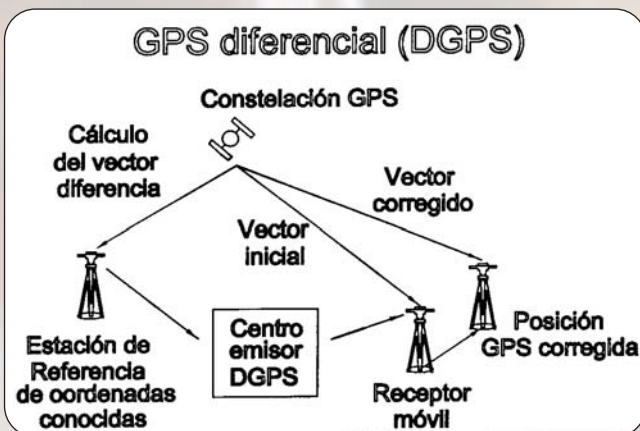 GPS diferencial (DGPS)
Constelación GPS
Cálculo
del vector
diferencia
Vector
corregido
Vector
inicial
Centro
emisor
DGPS
Estación de
Referencia
de oordenadas
conocidas
Receptor
móvil
Posición
GPS corregida